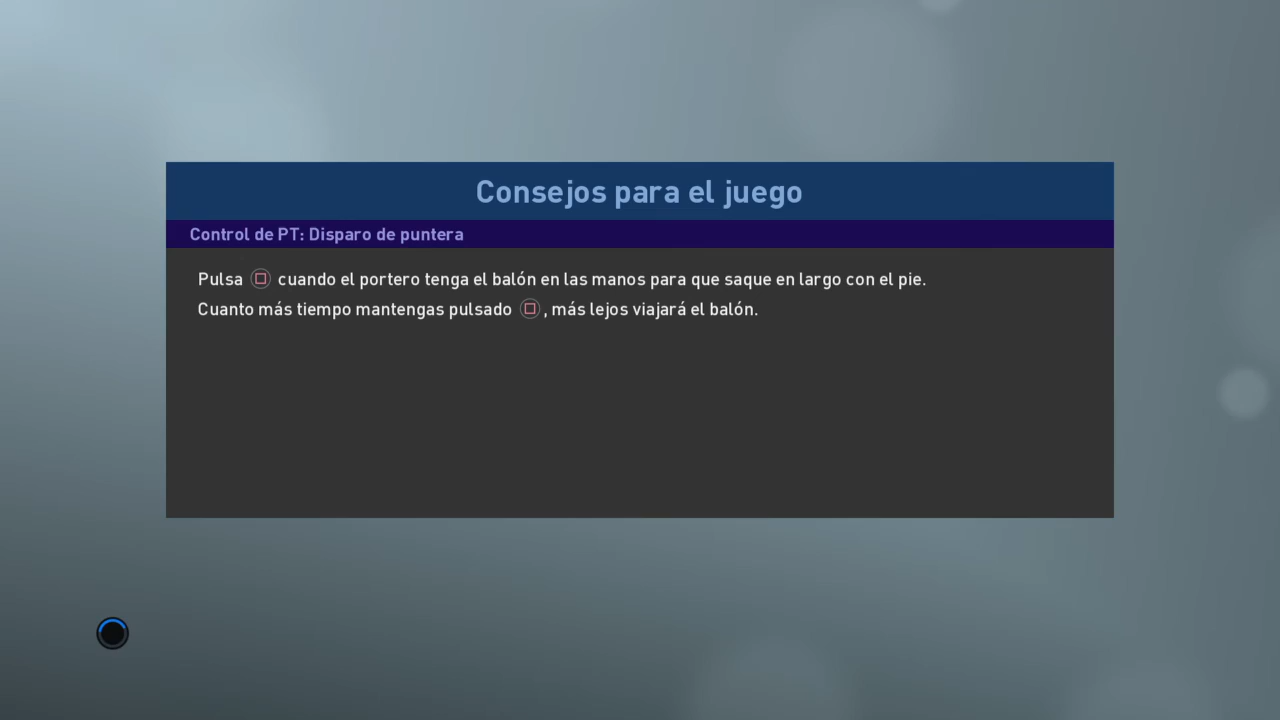 Consejos para el juego
Control de PT: Disparo de puntera
Pulsa □ cuando el portero tenga el balón en las manos para que saque en largo con el pie.
Cuanto más tiempo mantengas pulsado □, más lejos viajará el balón.